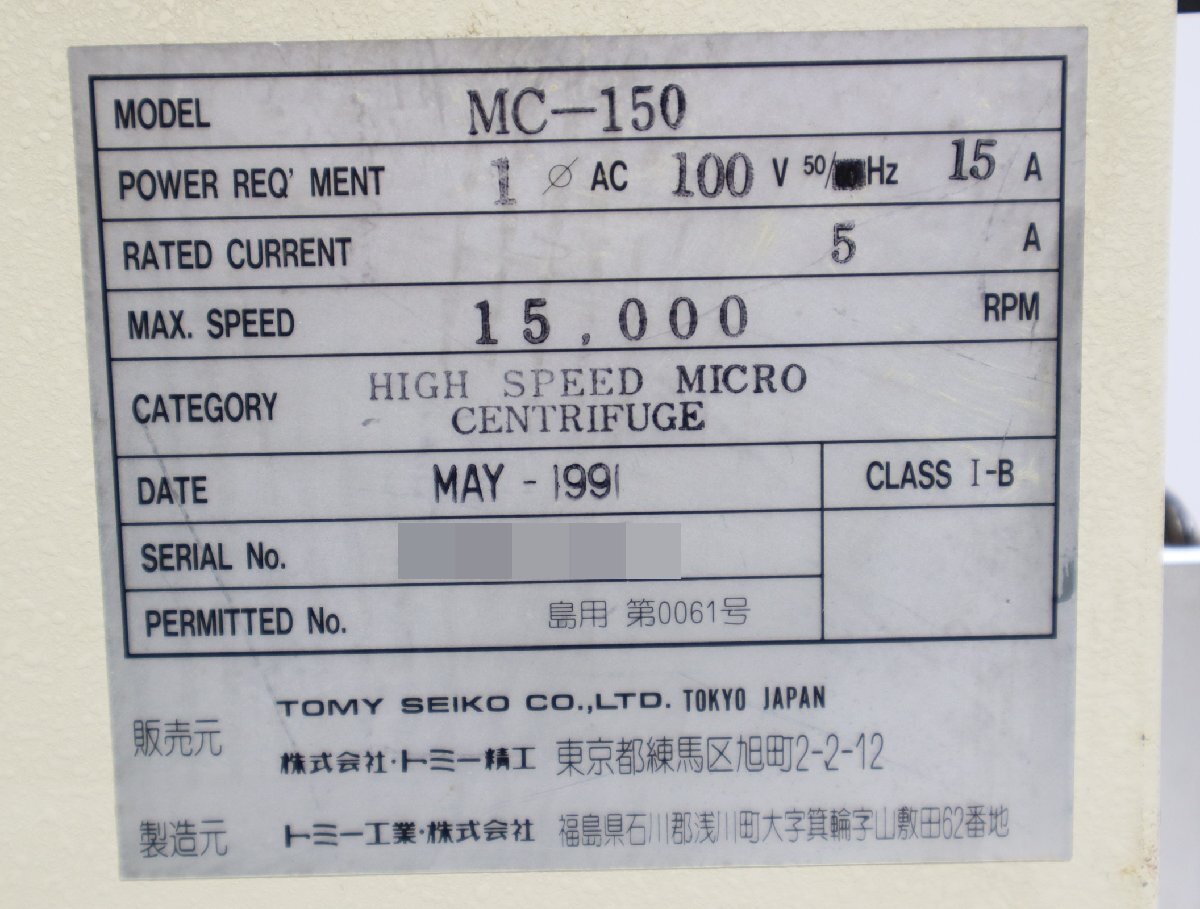 MODEL MC-150
POWER REQ' MENT 1 ∅ AC 100 V 50/ Hz 15 A
RATED CURRENT 5 A
MAX. SPEED 15,000 RPM
CATEGORY HIGH SPEED MICRO
CENTRIFUGE
DATE MAY - 1991 CLASS I-B
SERIAL No.
PERMITTED No. 島用 第0061号
TOMY SEIKO CO.,LTD. TOKYO JAPAN
販売元
株式会社・トミー精工 東京都練馬区旭町2-2-12
製造元 トミー工業・株式会社 福島県石川郡浅川町大字箕輪字山敷田62番地